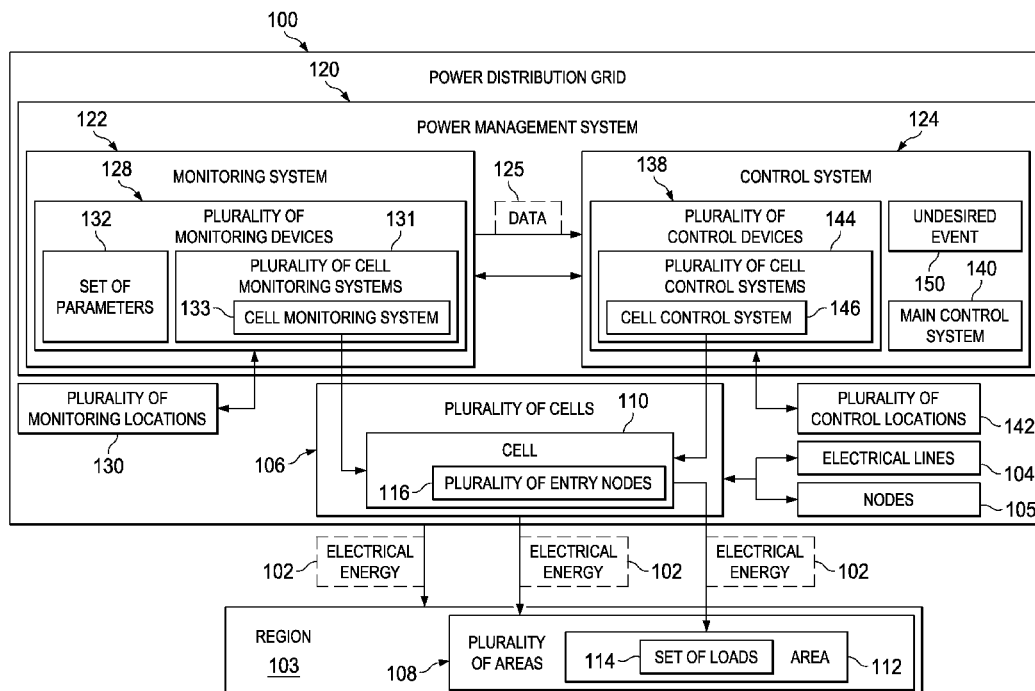 100
POWER DISTRIBUTION GRID
120
POWER MANAGEMENT SYSTEM
122
124
MONITORING SYSTEM
CONTROL SYSTEM
128
125
DATA
138
PLURALITY OF
MONITORING DEVICES
132
131
SET OF
PARAMETERS
PLURALITY OF CELL
MONITORING SYSTEMS
133
CELL MONITORING SYSTEM
PLURALITY OF
CONTROL DEVICES
144
PLURALITY OF CELL
CONTROL SYSTEMS
CELL CONTROL SYSTEM
146
UNDESIRED
EVENT
150
140
MAIN CONTROL
SYSTEM
PLURALITY OF
MONITORING LOCATIONS
130
PLURALITY OF CELLS
110
106
CELL
116
PLURALITY OF ENTRY NODES
PLURALITY OF
CONTROL LOCATIONS
142
ELECTRICAL LINES
104
NODES
105
102
ELECTRICAL
ENERGY
ELECTRICAL
ENERGY
102
ELECTRICAL
ENERGY
102
REGION
103
108
PLURALITY
OF AREAS
114
SET OF LOADS
AREA
112